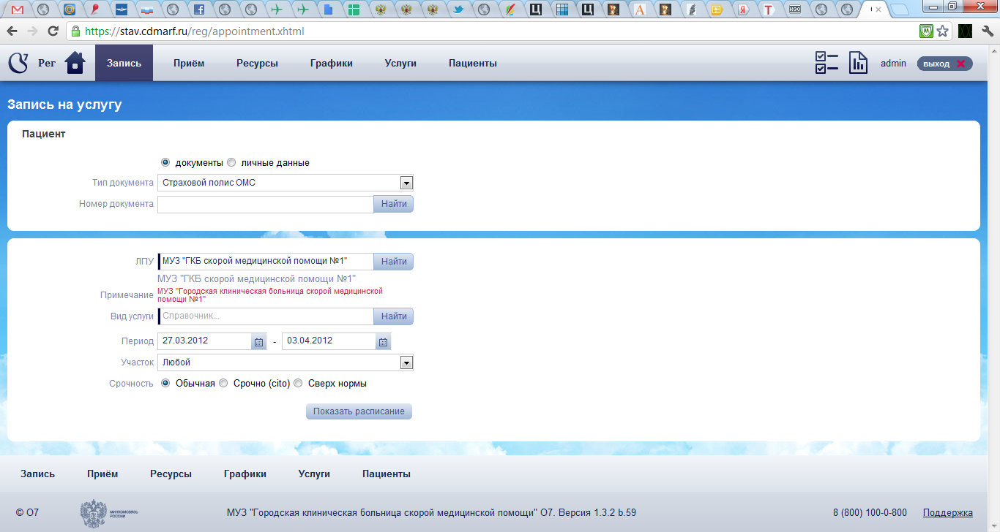 https://stav.cdmarf.ru/reg/appointment.xhtml
Рег Запись Приём Ресурсы Графики Услуги Пациенты admin выход
Запись на услугу
Пациент
документы личные данные
Тип документа Страховой полис ОМС
Номер документа Найти
ЛПУ МУЗ "ГКБ скорой медицинской помощи №1" Найти
МУЗ "ГКБ скорой медицинской помощи №1"
Примечание МУЗ "Городская клиническая больница скорой медицинской
помощи №1"
Вид услуги Справочник... Найти
Период 27.03.2012 - 03.04.2012
Участок Любой
Срочность Обычная Срочно (cito) Сверх нормы
Показать расписание
Запись Приём Ресурсы Графики Услуги Пациенты
© О7 МИНКОМСВЯЗЬ
РОССИИ
МУЗ "Городская клиническая больница скорой медицинской помощи" О7. Версия 1.3.2 b.59 8 (800) 100-0-800 Поддержка